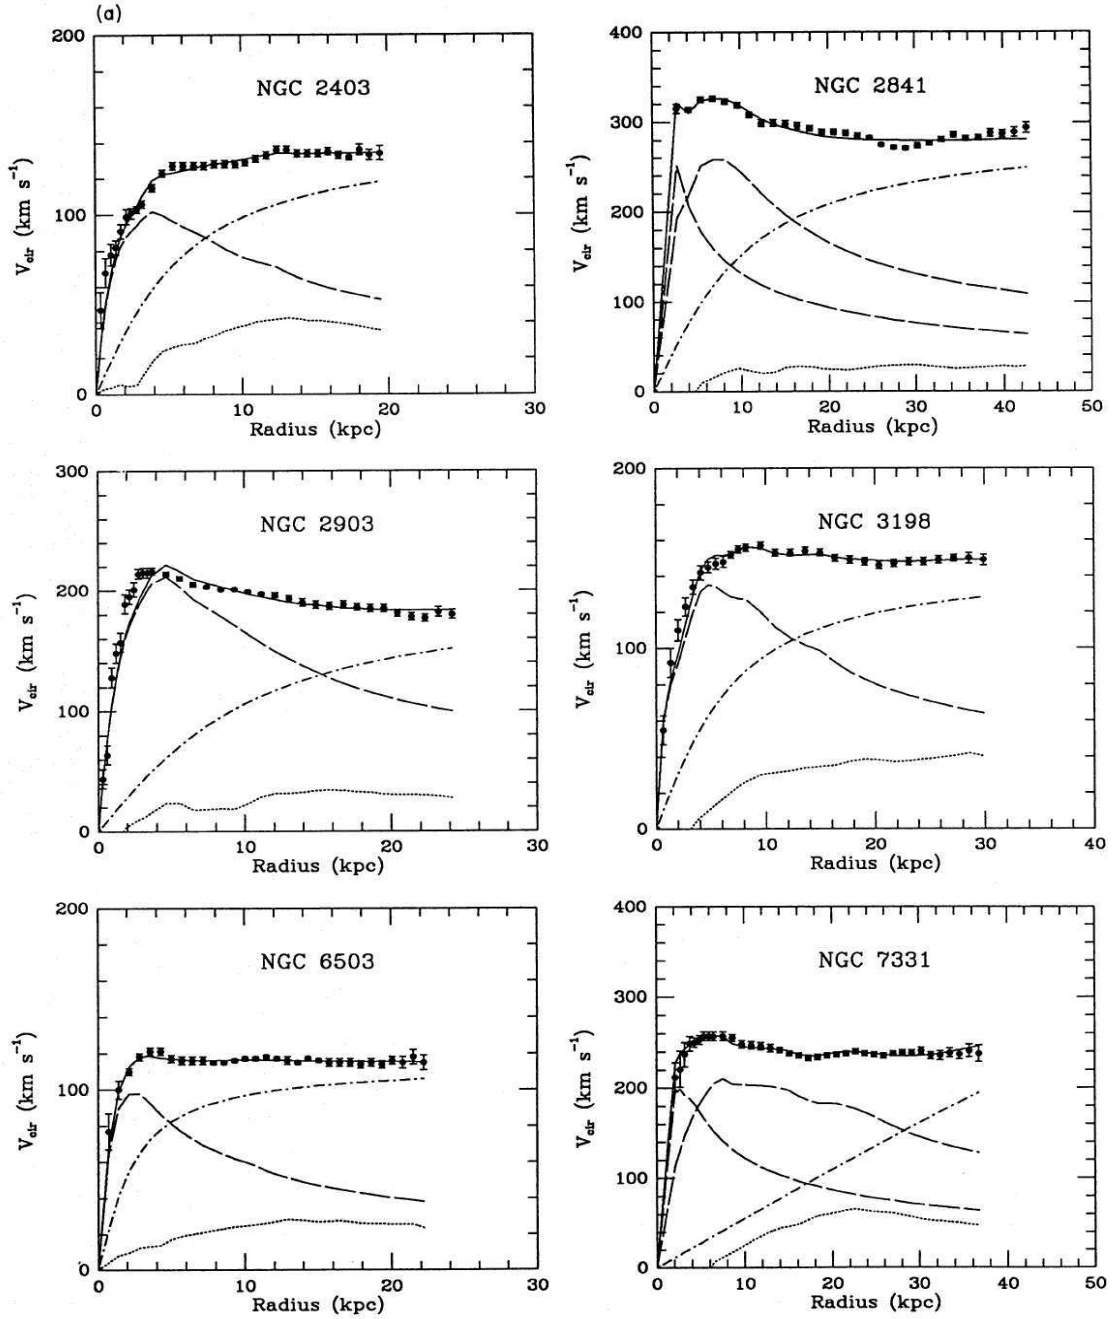 (a)
200
NGC 2403
100
0
V_cir (km s⁻¹)
0 10 20 30
Radius (kpc)
400
NGC 2841
300
200
100
0
V_cir (km s⁻¹)
0 10 20 30 40 50
Radius (kpc)
300
NGC 2903
200
100
0
V_cir (km s⁻¹)
0 10 20 30
Radius (kpc)
200
NGC 3198
100
0
V_cir (km s⁻¹)
0 10 20 30 40
Radius (kpc)
200
NGC 6503
100
0
V_cir (km s⁻¹)
0 10 20 30
Radius (kpc)
400
NGC 7331
300
200
100
0
V_cir (km s⁻¹)
0 10 20 30 40 50
Radius (kpc)